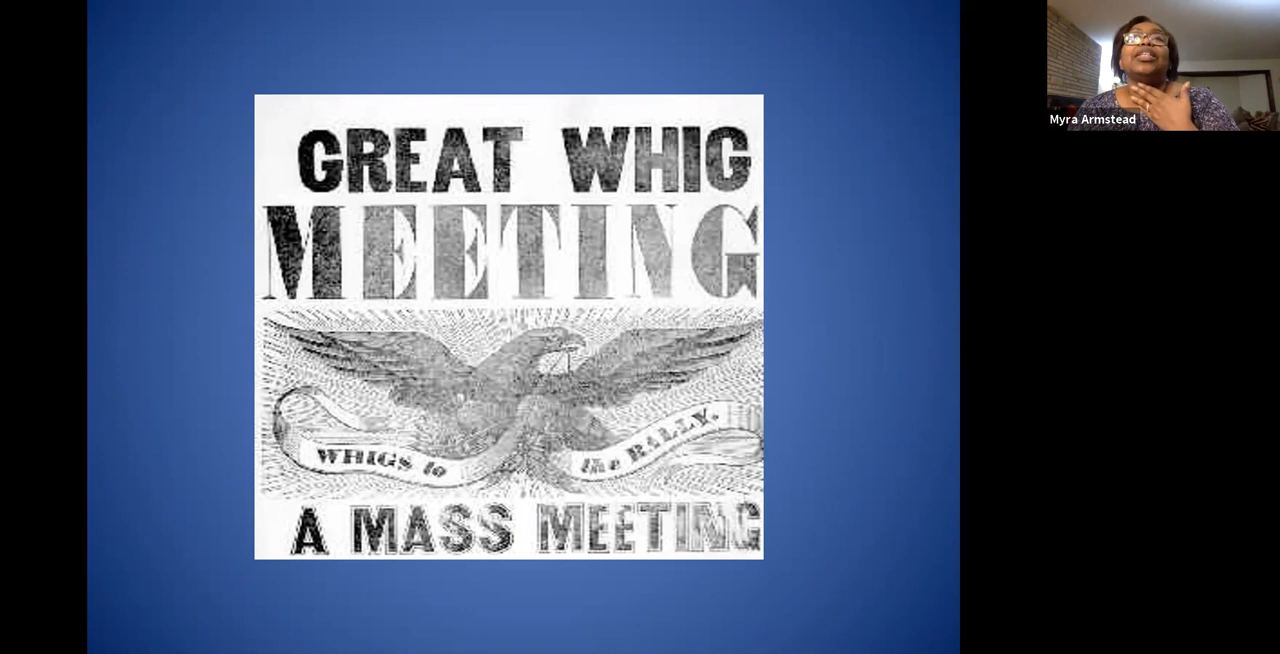 GREAT WHIG
MEETING
WHIGS to the RALLY.
A MASS MEETING
Myra Armstead